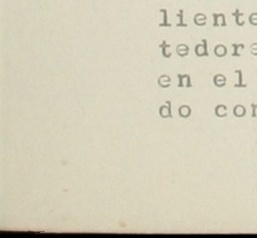 liente
tedore
en el
do con